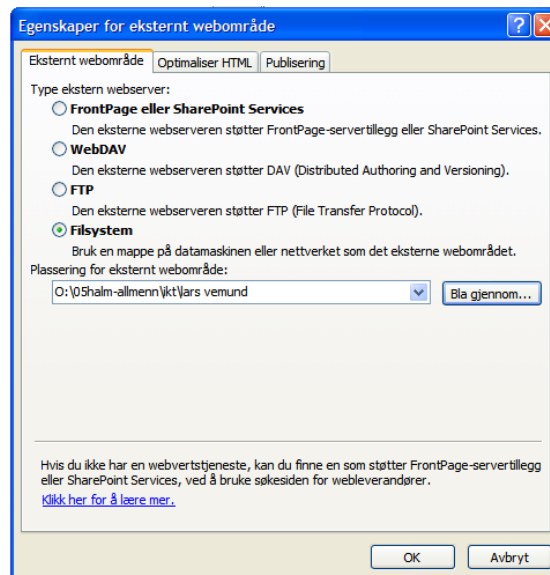 Egenskaper for eksternt webområde
Eksternt webområde Optimaliser HTML Publisering
Type ekstern webserver:
FrontPage eller SharePoint Services
Den eksterne webserveren støtter FrontPage-servertillegg eller SharePoint Services.
WebDAV
Den eksterne webserveren støtter DAV (Distributed Authoring and Versioning).
FTP
Den eksterne webserveren støtter FTP (File Transfer Protocol).
Filsystem
Bruk en mappe på datamaskinen eller nettverket som det eksterne webområdet.
Plassering for eksternt webområde:
O:\05halm-allmenn\ikt\lars vemund Bla gjennom...
Hvis du ikke har en webvertstjeneste, kan du finne en som støtter FrontPage-servertillegg
eller SharePoint Services, ved å bruke søkesiden for webleverandører.
Klikk her for å lære mer.
OK Avbryt